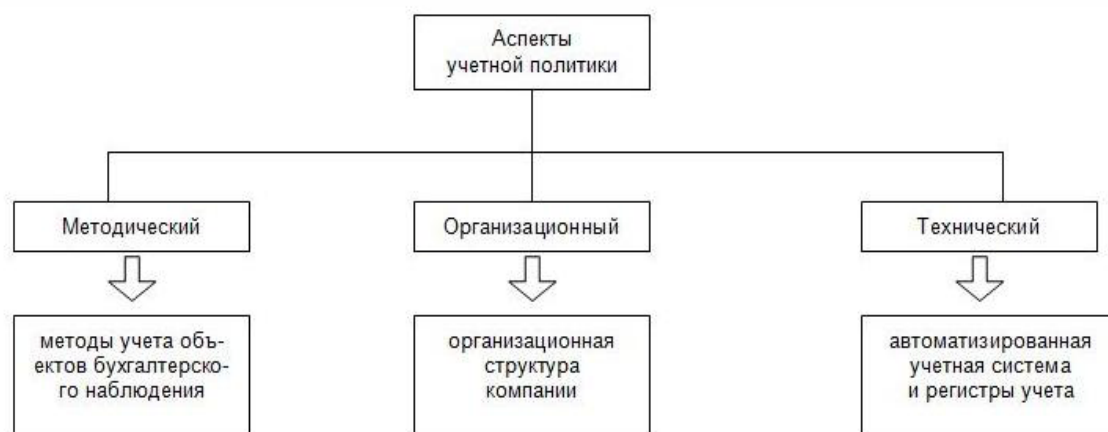 Аспекты
учетной политики
Методический
Организационный
Технический
методы учета объ-
ектов бухгалтерско-
го наблюдения
организационная
структура
компании
автоматизированная
учетная система
и регистры учета